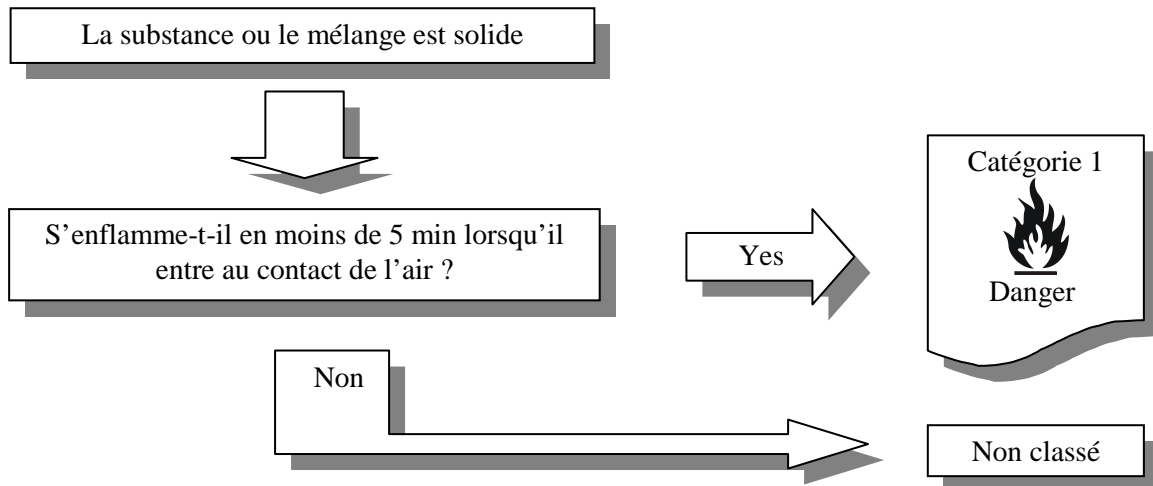 La substance ou le mélange est solide
S’enflamme-t-il en moins de 5 min lorsqu’il
entre au contact de l’air ?
Yes
Catégorie 1
Danger
Non
Non classé